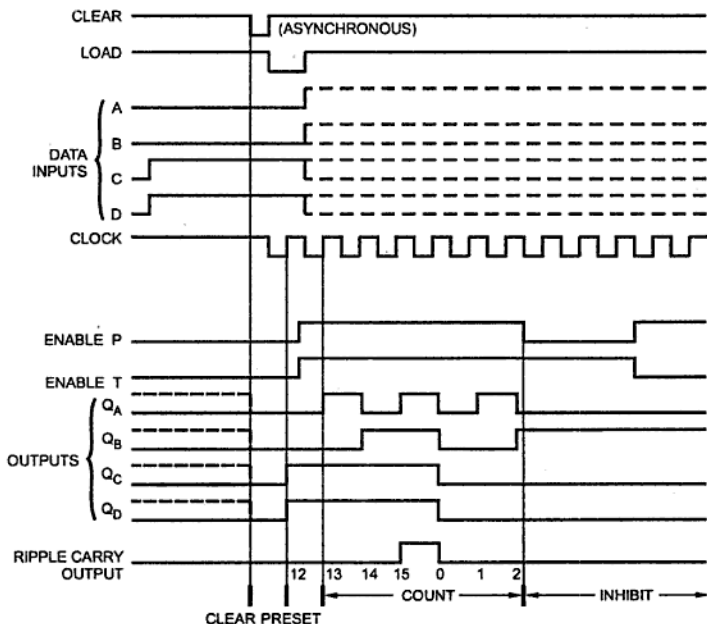 CLEAR
(ASYNCHRONOUS)
LOAD
A
B
DATA
INPUTS
C
D
CLOCK
ENABLE P
ENABLE T
QA
QB
OUTPUTS
QC
QD
RIPPLE CARRY
OUTPUT
12 13 14 15 0 1 2
COUNT
INHIBIT
CLEAR PRESET